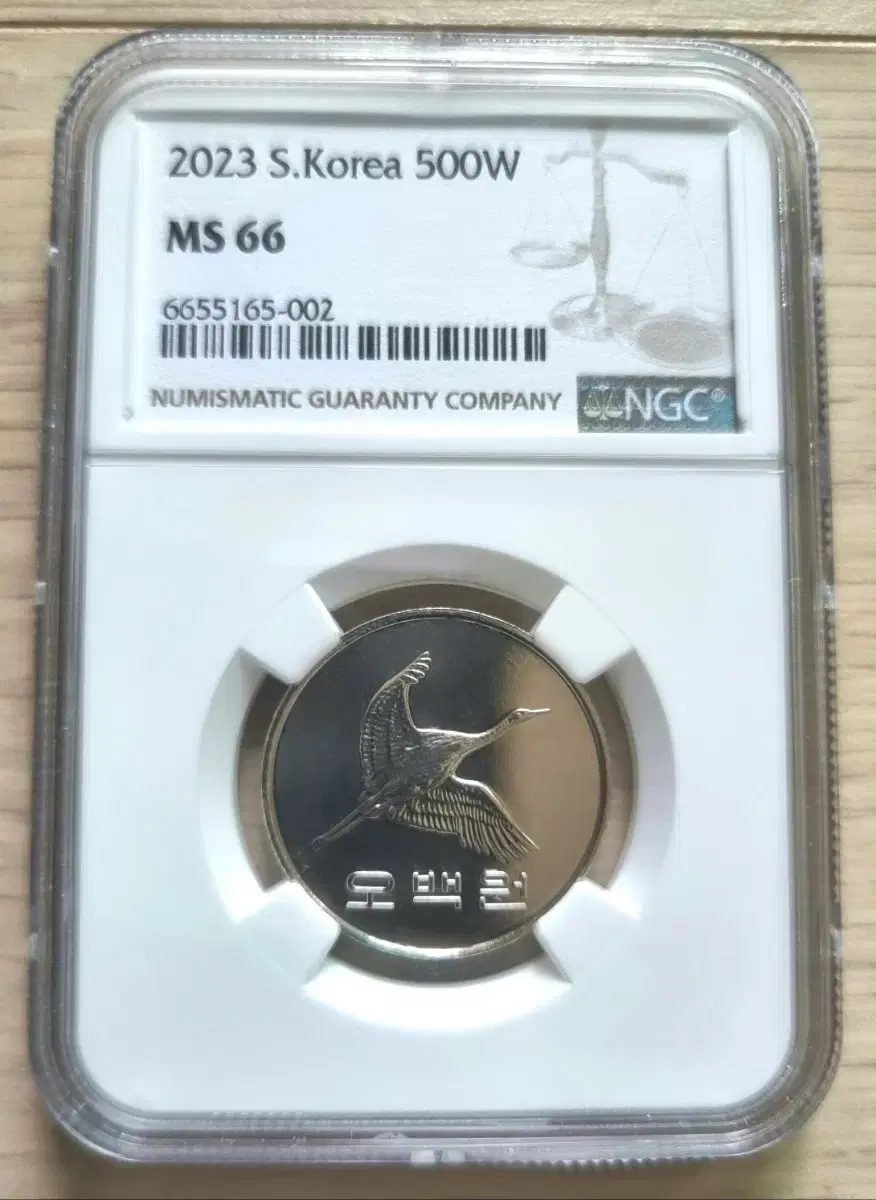 2023 S.Korea 500W
MS 66
6655165-002
NUMISMATIC GUARANTY COMPANY NGC®
오백원